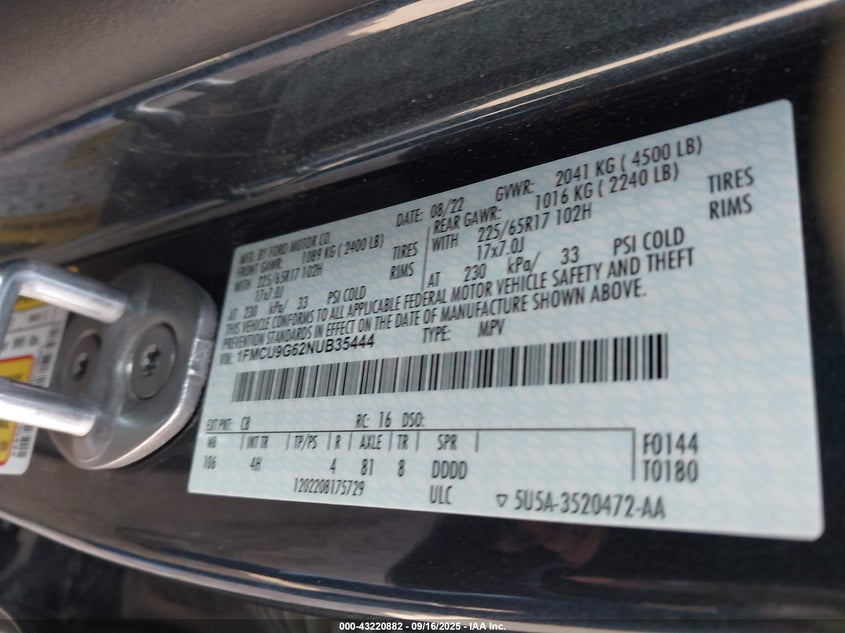 MFD. BY FORD MOTOR CO.
DATE: 08/22 GVWR: 2041 KG ( 4500 LB)
FRONT GAWR: 1089 KG ( 2400 LB) REAR GAWR: 1016 KG ( 2240 LB)
WITH 225/65R17 102H TIRES WITH 225/65R17 102H TIRES
17x7.0J RIMS 17x7.0J RIMS
AT 230 kPa/ 33 PSI COLD AT 230 kPa/ 33 PSI COLD
THIS VEHICLE CONFORMS TO ALL APPLICABLE FEDERAL MOTOR VEHICLE SAFETY AND THEFT
PREVENTION STANDARDS IN EFFECT ON THE DATE OF MANUFACTURE SHOWN ABOVE.
VIN: 1FMCU9G62NUB35444 TYPE: MPV
EXT PNT: C8 RC: 16 DSO:
WB INT TR TP/PS R AXLE TR SPR F0144
106 4H 4 81 8 DDDD T0180
1202208175729 ULC ▽ 5U5A-3520472-AA
000-43220882 - 09/16/2025 - IAA Inc.